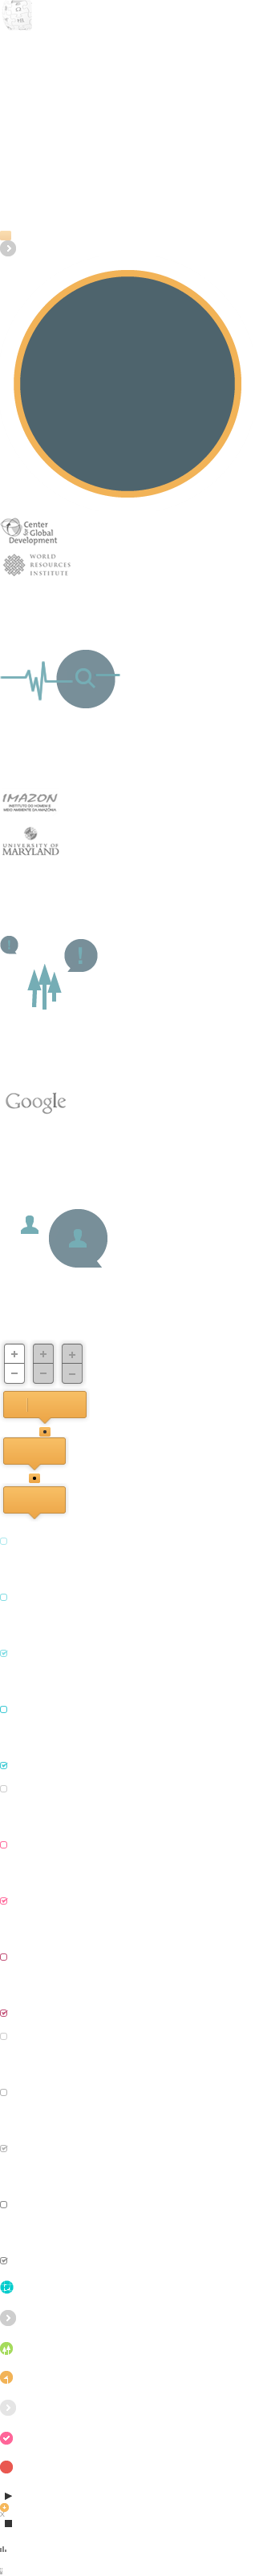 Center
for Global
Development
WORLD
RESOURCES
INSTITUTE
IMAZON
INSTITUTO DO HOMEM E
MEIO AMBIENTE DA AMAZÔNIA
UNIVERSITY OF
MARYLAND
Google